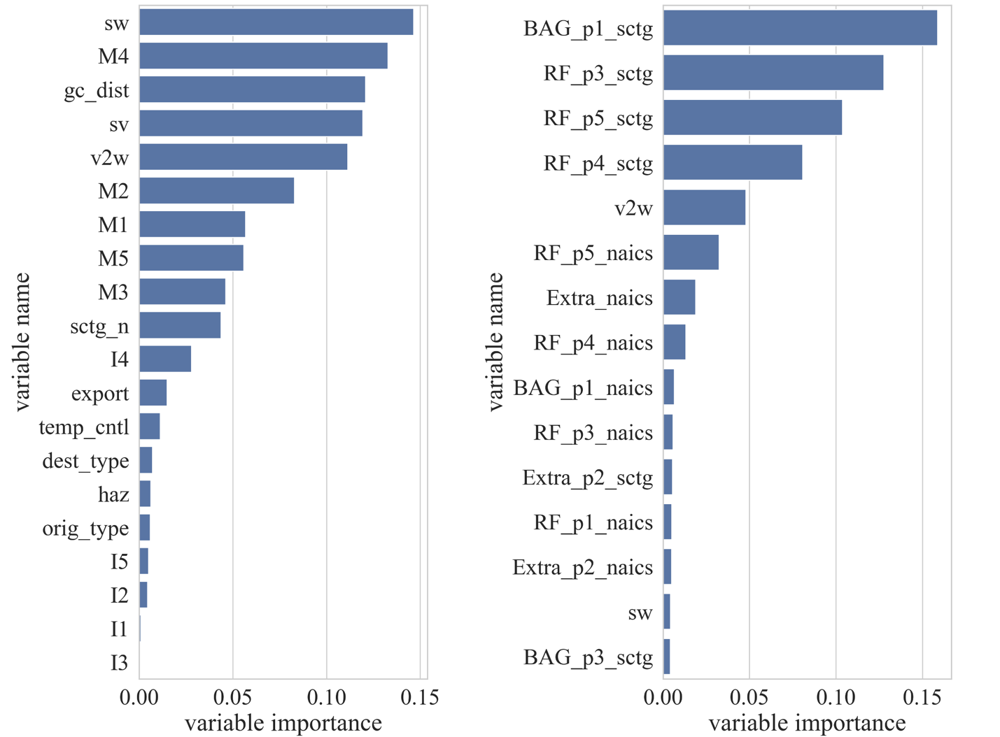 variable name
sw
M4
gc_dist
sv
v2w
M2
M1
M5
M3
sctg_n
I4
export
temp_cntl
dest_type
haz
orig_type
I5
I2
I1
I3
0.00 0.05 0.10 0.15
variable importance
variable name
BAG_p1_sctg
RF_p3_sctg
RF_p5_sctg
RF_p4_sctg
v2w
RF_p5_naics
Extra_naics
RF_p4_naics
BAG_p1_naics
RF_p3_naics
Extra_p2_sctg
RF_p1_naics
Extra_p2_naics
sw
BAG_p3_sctg
0.00 0.05 0.10 0.15
variable importance